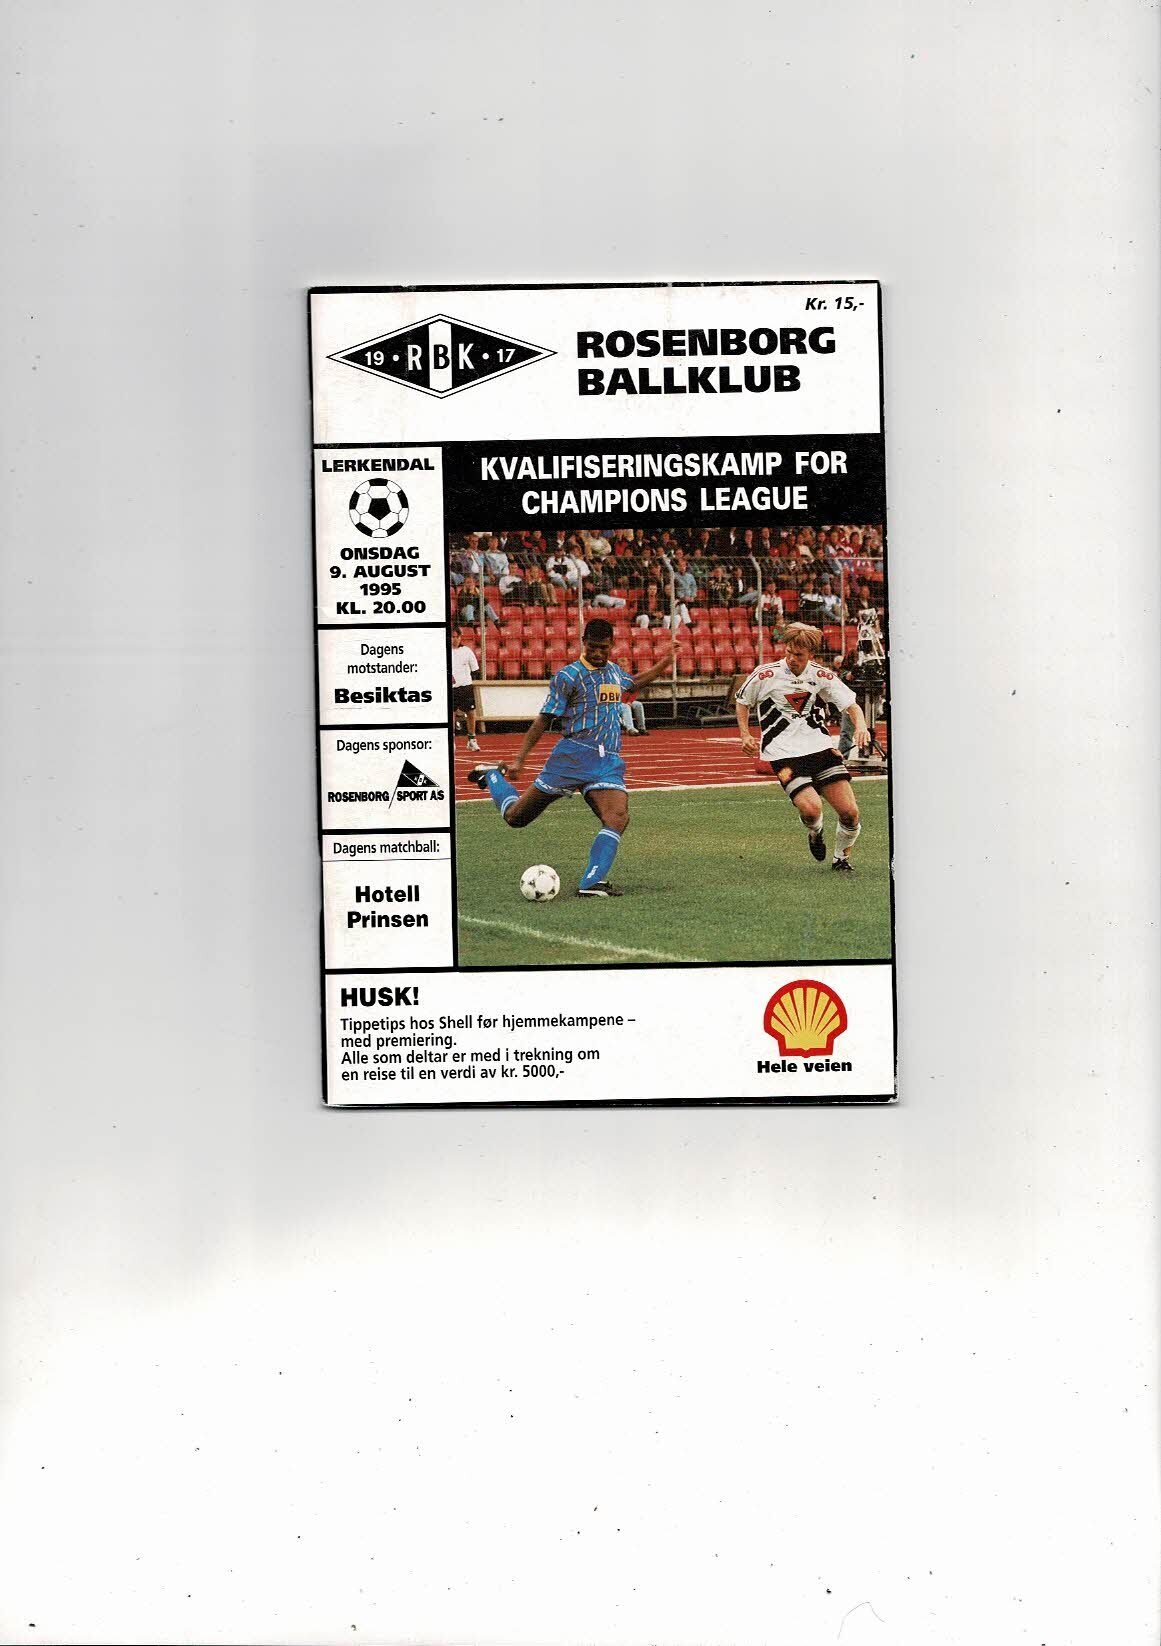 Kr. 15,-
19 • RBK • 17
ROSENBORG
BALLKLUB
LERKENDAL
ONSDAG
9. AUGUST
1995
KL. 20.00
Dagens
motstander:
Besiktas
Dagens sponsor:
ROSENBORG SPORT AS
Dagens matchball:
Hotell
Prinsen
KVALIFISERINGSKAMP FOR
CHAMPIONS LEAGUE
HUSK!
Tippetips hos Shell før hjemmekampene –
med premiering.
Alle som deltar er med i trekning om
en reise til en verdi av kr. 5000,-
Hele veien